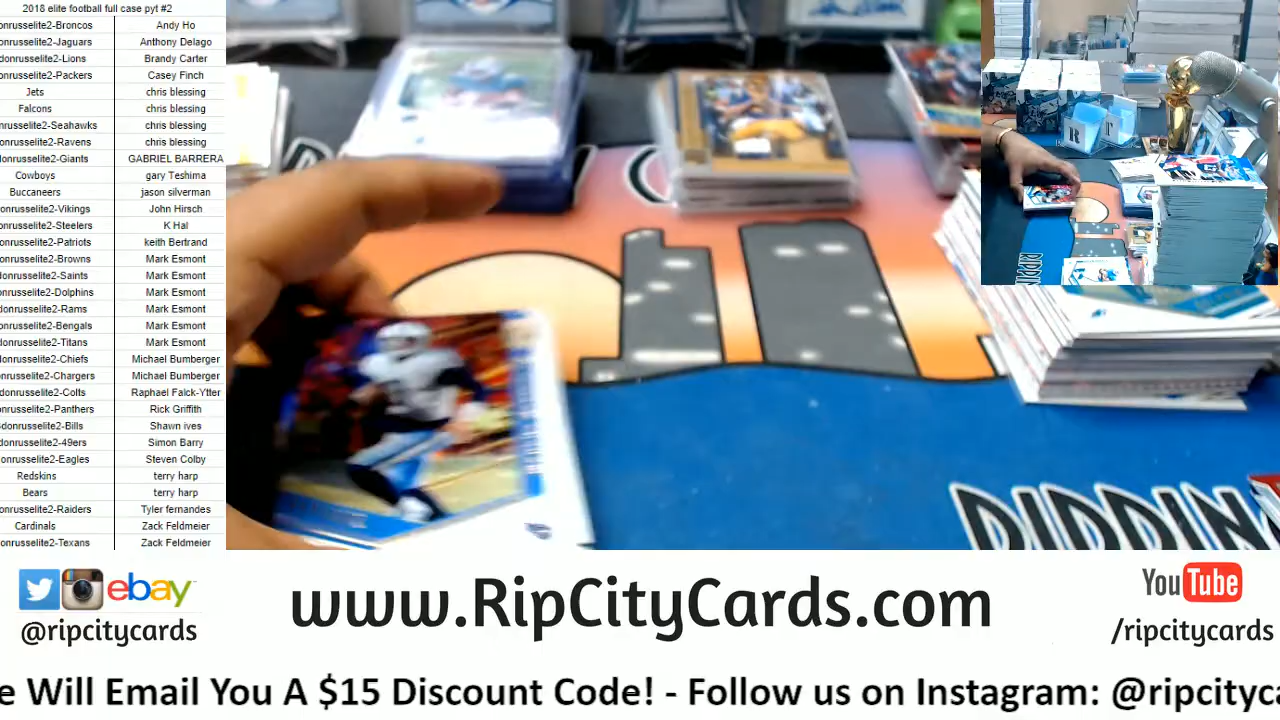 2018 elite football full case pyt #2
onrusselite2-Broncos Andy Ho
onrusselite2-Jaguars Anthony Delago
donrusselite2-Lions Brandy Carter
onrusselite2-Packers Casey Finch
Jets chris blessing
Falcons chris blessing
nrusselite2-Seahawks chris blessing
onrusselite2-Ravens chris blessing
donrusselite2-Giants GABRIEL BARRERA
Cowboys gary Teshima
Buccaneers jason silverman
onrusselite2-Vikings John Hirsch
onrusselite2-Steelers K Hal
onrusselite2-Patriots keith Bertrand
onrusselite2-Browns Mark Esmont
donrusselite2-Saints Mark Esmont
onrusselite2-Dolphins Mark Esmont
donrusselite2-Rams Mark Esmont
onrusselite2-Bengals Mark Esmont
donrusselite2-Titans Mark Esmont
onrusselite2-Chiefs Michael Bumberger
nrusselite2-Chargers Michael Bumberger
donrusselite2-Colts Raphael Falck-Ytter
nrusselite2-Panthers Rick Griffith
donrusselite2-Bills Shawn ives
donrusselite2-49ers Simon Barry
onrusselite2-Eagles Steven Colby
Redskins terry harp
Bears terry harp
onrusselite2-Raiders Tyler fernandes
Cardinals Zack Feldmeier
onrusselite2-Texans Zack Feldmeier
R T
RIPPIN
RIPPIN
ebay
@ripcitycards
www.RipCityCards.com
YouTube
/ripcitycards
e Will Email You A $15 Discount Code! - Follow us on Instagram: @ripcityca